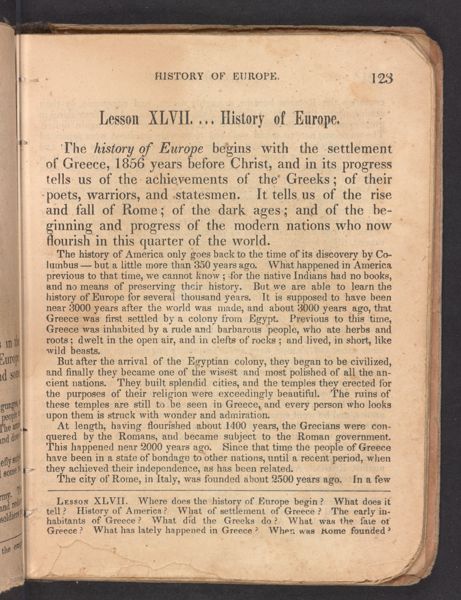 HISTORY OF EUROPE. 123
Lesson XLVII. ... History of Europe.
The history of Europe begins with the settlement
of Greece, 1856 years before Christ, and in its progress
tells us of the achievements of the Greeks; of their
poets, warriors, and statesmen. It tells us of the rise
and fall of Rome; of the dark ages; and of the be-
ginning and progress of the modern nations who now
flourish in this quarter of the world.
The history of America only goes back to the time of its discovery by Co-
lumbus — but a little more than 350 years ago. What happened in America
previous to that time, we cannot know; for the native Indians had no books,
and no means of preserving their history. But we are able to learn the
history of Europe for several thousand years. It is supposed to have been
near 3000 years after the world was made, and about 3000 years ago, that
Greece was first settled by a colony from Egypt. Previous to this time,
Greece was inhabited by a rude and barbarous people, who ate herbs and
roots; dwelt in the open air, and in clefts of rocks; and lived, in short, like
wild beasts.
But after the arrival of the Egyptian colony, they began to be civilized,
and finally they became one of the wisest and most polished of all the an-
cient nations. They built splendid cities, and the temples they erected for
the purposes of their religion were exceedingly beautiful. The ruins of
these temples are still to be seen in Greece, and every person who looks
upon them is struck with wonder and admiration.
At length, having flourished about 1400 years, the Grecians were con-
quered by the Romans, and became subject to the Roman government.
This happened near 2000 years ago. Since that time the people of Greece
have been in a state of bondage to other nations, until a recent period, when
they achieved their independence, as has been related.
The city of Rome, in Italy, was founded about 2500 years ago. In a few
Lesson XLVII. Where does the history of Europe begin? What does it
tell? History of America? What of settlement of Greece? The early in-
habitants of Greece? What did the Greeks do? What was the fate of
Greece? What has lately happened in Greece? When was Rome founded?